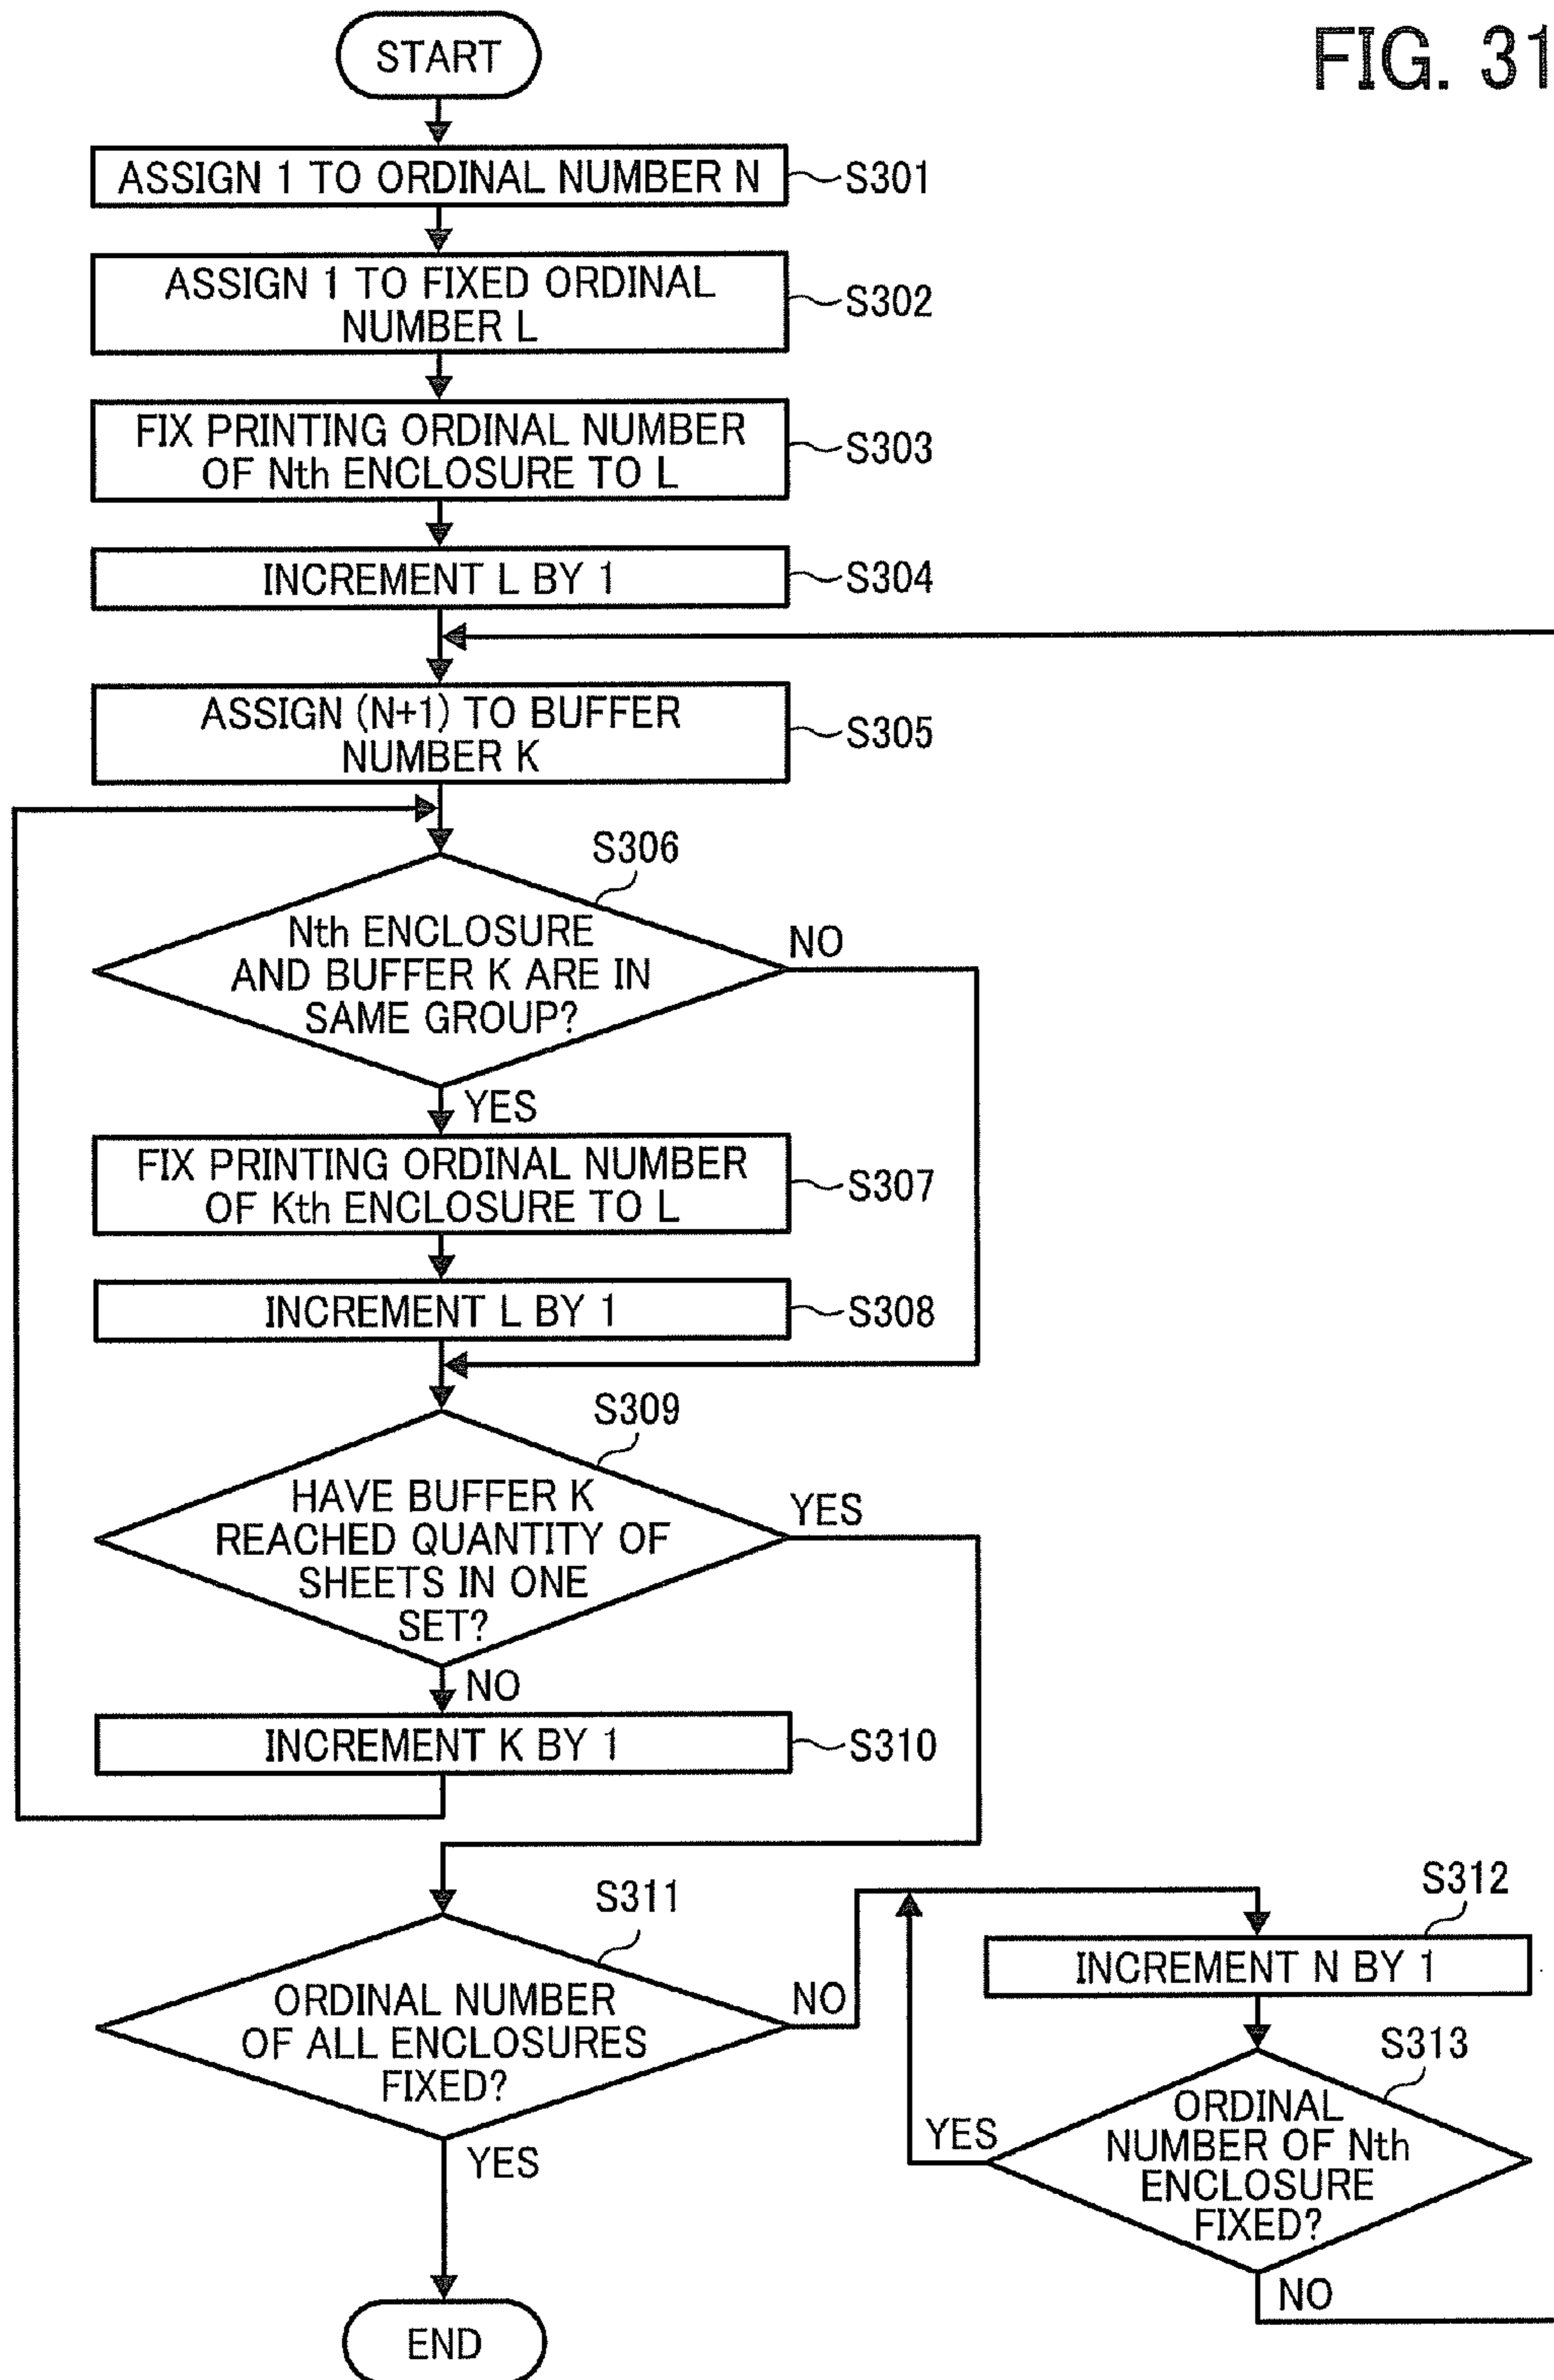 FIG. 31
START
ASSIGN 1 TO ORDINAL NUMBER N
S301
ASSIGN 1 TO FIXED ORDINAL
NUMBER L
S302
FIX PRINTING ORDINAL NUMBER
OF Nth ENCLOSURE TO L
S303
INCREMENT L BY 1
S304
ASSIGN (N+1) TO BUFFER
NUMBER K
S305
S306
Nth ENCLOSURE
AND BUFFER K ARE IN
SAME GROUP?
NO
YES
FIX PRINTING ORDINAL NUMBER
OF Kth ENCLOSURE TO L
S307
INCREMENT L BY 1
S308
S309
HAVE BUFFER K
REACHED QUANTITY OF
SHEETS IN ONE
SET?
YES
NO
INCREMENT K BY 1
S310
S311
ORDINAL NUMBER
OF ALL ENCLOSURES
FIXED?
NO
YES
S312
INCREMENT N BY 1
S313
ORDINAL
NUMBER OF Nth
ENCLOSURE
FIXED?
YES
NO
END